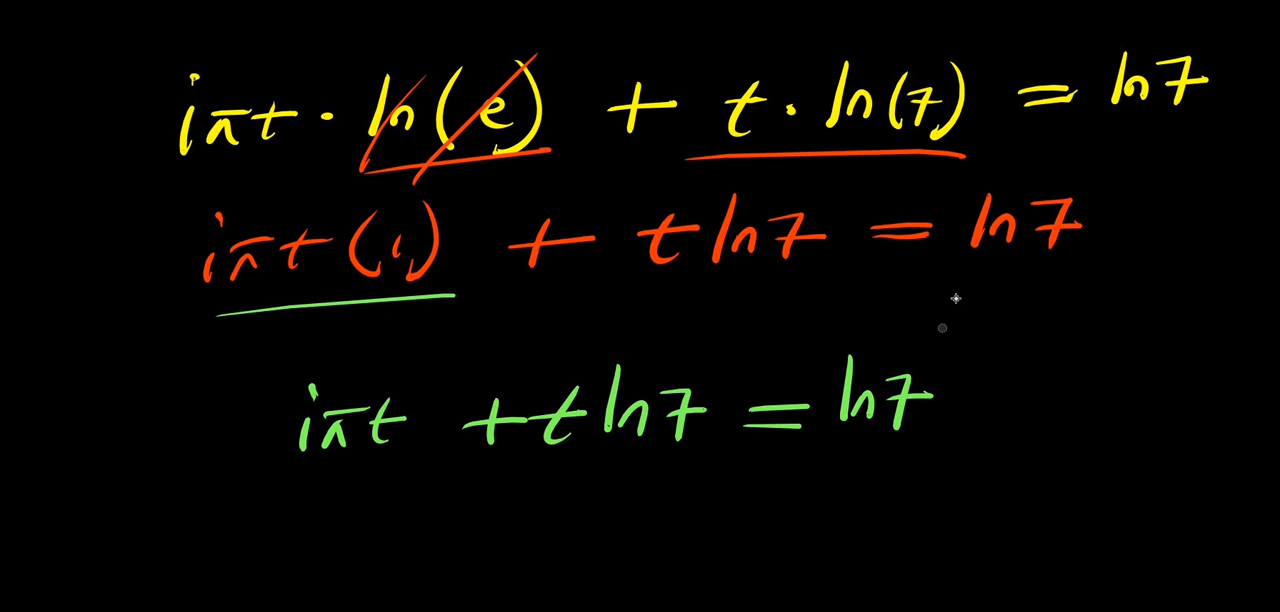 iπt · ln(e) + t · ln(7) = ln7
iπt(1) + tln7 = ln7
iπt + tln7 = ln7